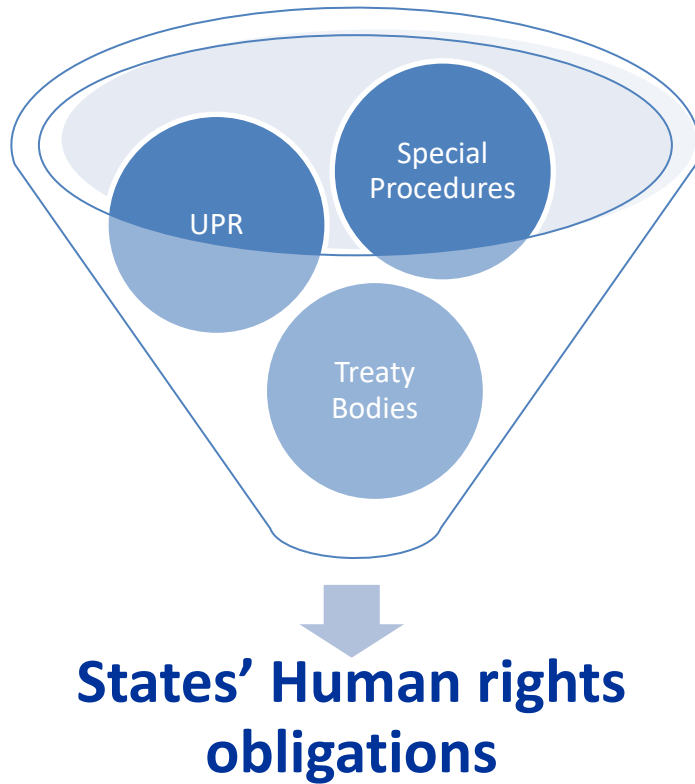 Special
Procedures
UPR
Treaty
Bodies
States’ Human rights
obligations